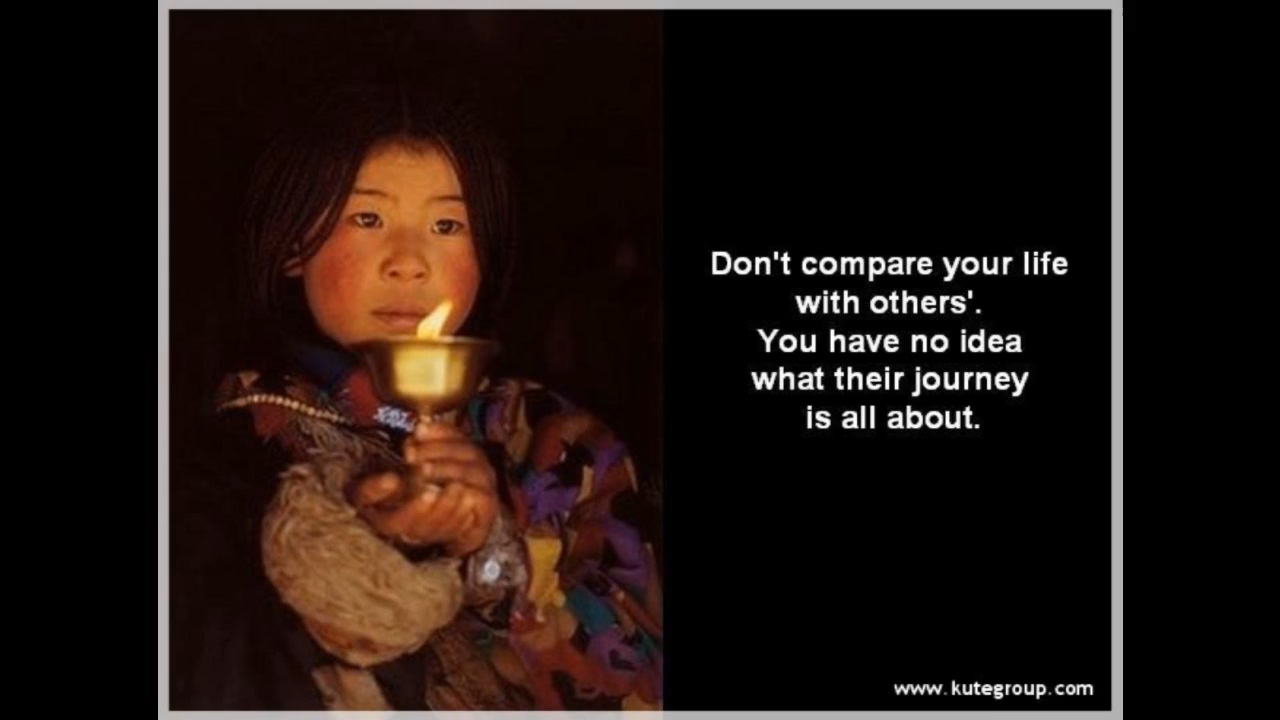 Don't compare your life
with others'.
You have no idea
what their journey
is all about.
www.kutegroup.com